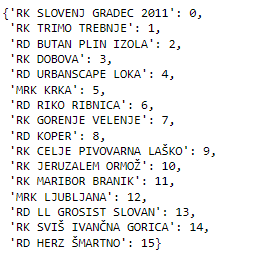 {'RK SLOVENJ GRADEC 2011': 0,
'RK TRIMO TREBNJE': 1,
'RD BUTAN PLIN IZOLA': 2,
'RK DOBOVA': 3,
'RD URBANSCAPE LOKA': 4,
'MRK KRKA': 5,
'RD RIKO RIBNICA': 6,
'RK GORENJE VELENJE': 7,
'RD KOPER': 8,
'RK CELJE PIVOVARNA LAŠKO': 9,
'RK JERUZALEM ORMOŽ': 10,
'RK MARIBOR BRANIK': 11,
'MRK LJUBLJANA': 12,
'RD LL GROSIST SLOVAN': 13,
'RK SVIŠ IVANČNA GORICA': 14,
'RD HERZ ŠMARTNO': 15}